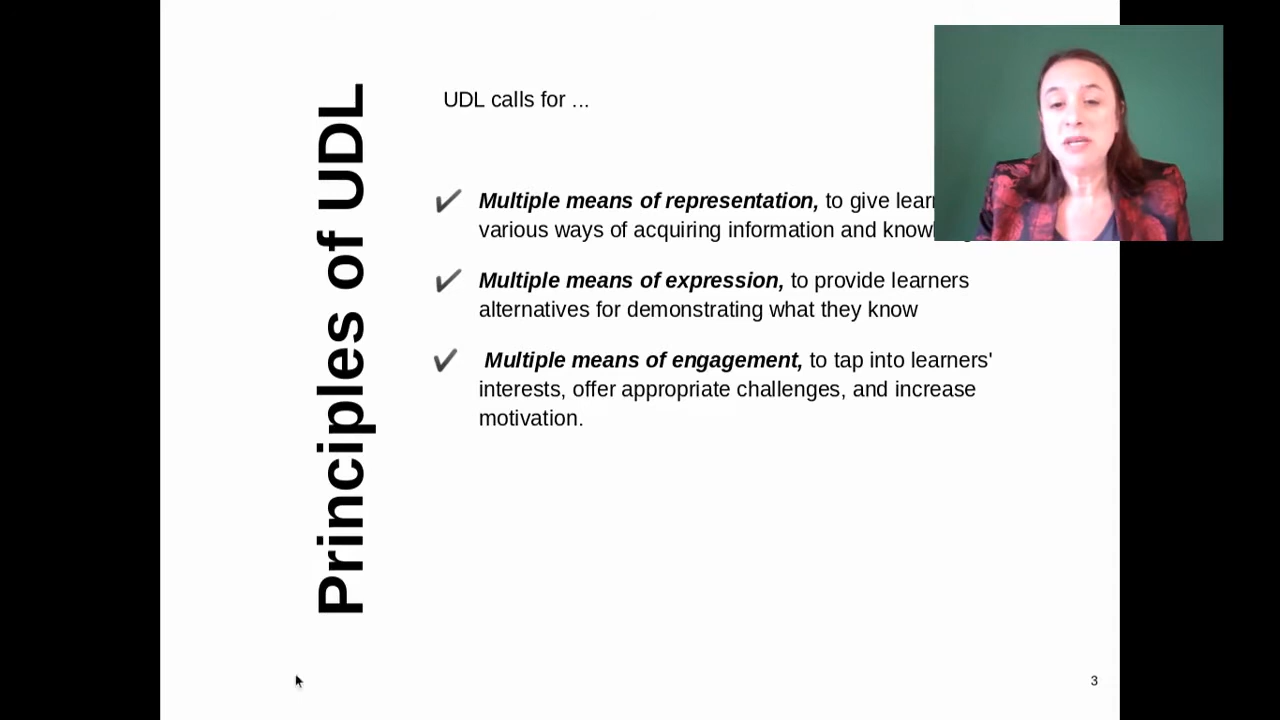 Principles of UDL
UDL calls for ...
Multiple means of representation, to give
various ways of acquiring information and
Multiple means of expression, to provide learners
alternatives for demonstrating what they know
Multiple means of engagement, to tap into learners'
interests, offer appropriate challenges, and increase
motivation.
3